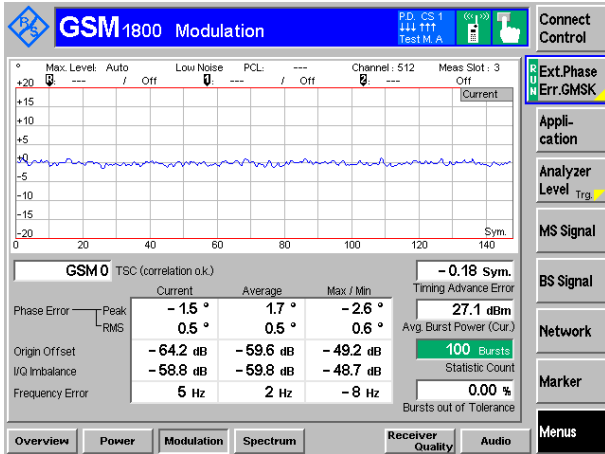 R S
GSM 1800 Modulation
P.D. CS 1
Test M. A.
Connect
Control
° Max. Level: Auto Low Noise PCL: --- Channel : 512 Meas Slot : 3
--- / Off 1: --- / Off 2: --- Off
Current
+20
+15
+10
+5
±0
-5
-10
-15
-20
Sym.
0 20 40 60 80 100 120 140
RUN
Ext.Phase
Err.GMSK
Appli-
cation
Analyzer
Level Trg.
MS Signal
BS Signal
Network
Marker
Menus
GSM 0 TSC (correlation o.k.)
Current Average Max / Min
Phase Error Peak - 1.5 ° 1.7 ° - 2.6 °
RMS 0.5 ° 0.5 ° 0.6 °
Origin Offset - 64.2 dB - 59.6 dB - 49.2 dB
I/Q Imbalance - 58.8 dB - 59.8 dB - 48.7 dB
Frequency Error 5 Hz 2 Hz - 8 Hz
- 0.18 Sym.
Timing Advance Error
27.1 dBm
Avg. Burst Power (Cur.)
100 Bursts
Statistic Count
0.00 %
Bursts out of Tolerance
Overview Power Modulation Spectrum Receiver Quality Audio